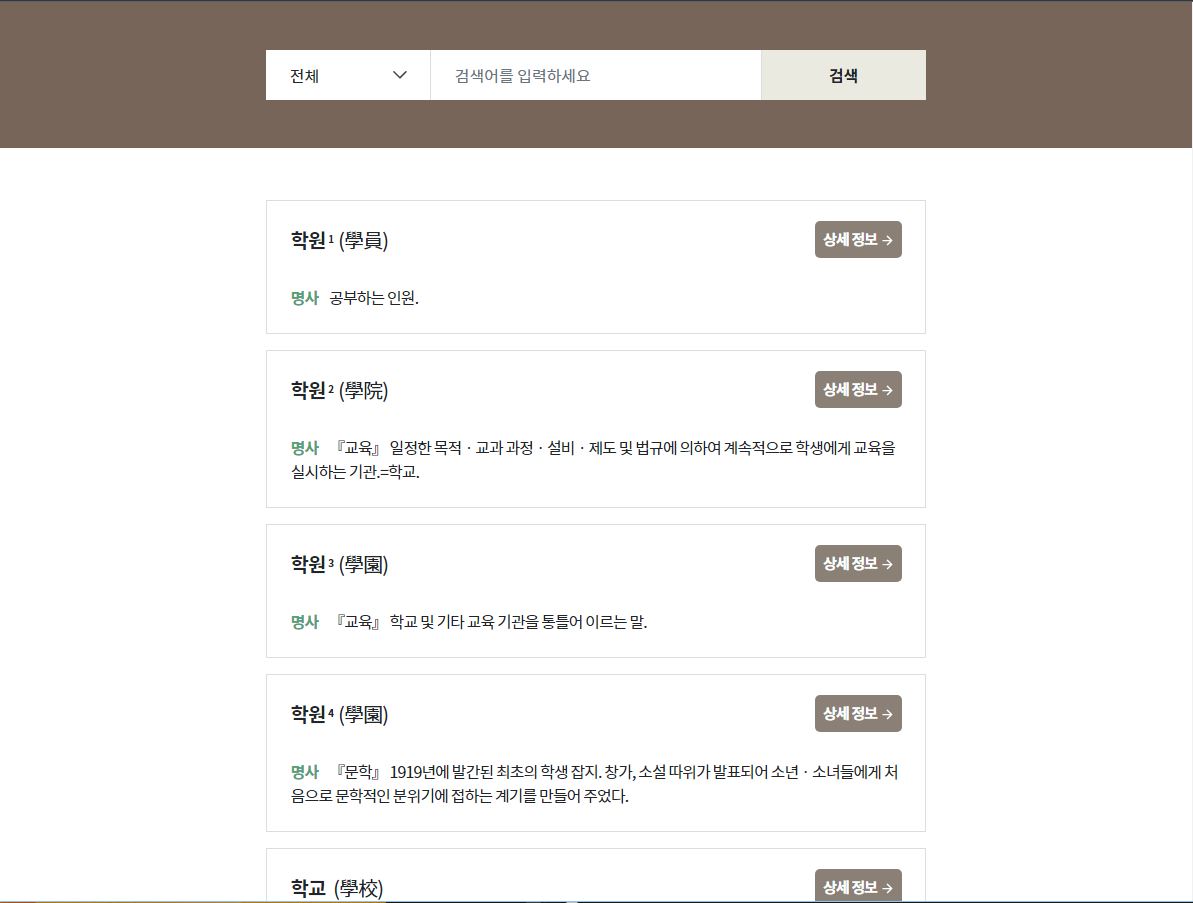 전체
검색어를 입력하세요
검색
학원1 (學員)
상세 정보 →
명사 공부하는 인원.
학원2 (學院)
상세 정보 →
명사 『교육』 일정한 목적ㆍ교과 과정ㆍ설비ㆍ제도 및 법규에 의하여 계속적으로 학생에게 교육을
실시하는 기관.=학교.
학원3 (學園)
상세 정보 →
명사 『교육』 학교 및 기타 교육 기관을 통틀어 이르는 말.
학원4 (學園)
상세 정보 →
명사 『문학』 1919년에 발간된 최초의 학생 잡지. 창가, 소설 따위가 발표되어 소년ㆍ소녀들에게 처
음으로 문학적인 분위기에 접하는 계기를 만들어 주었다.
학교 (學校)
상세 정보 →